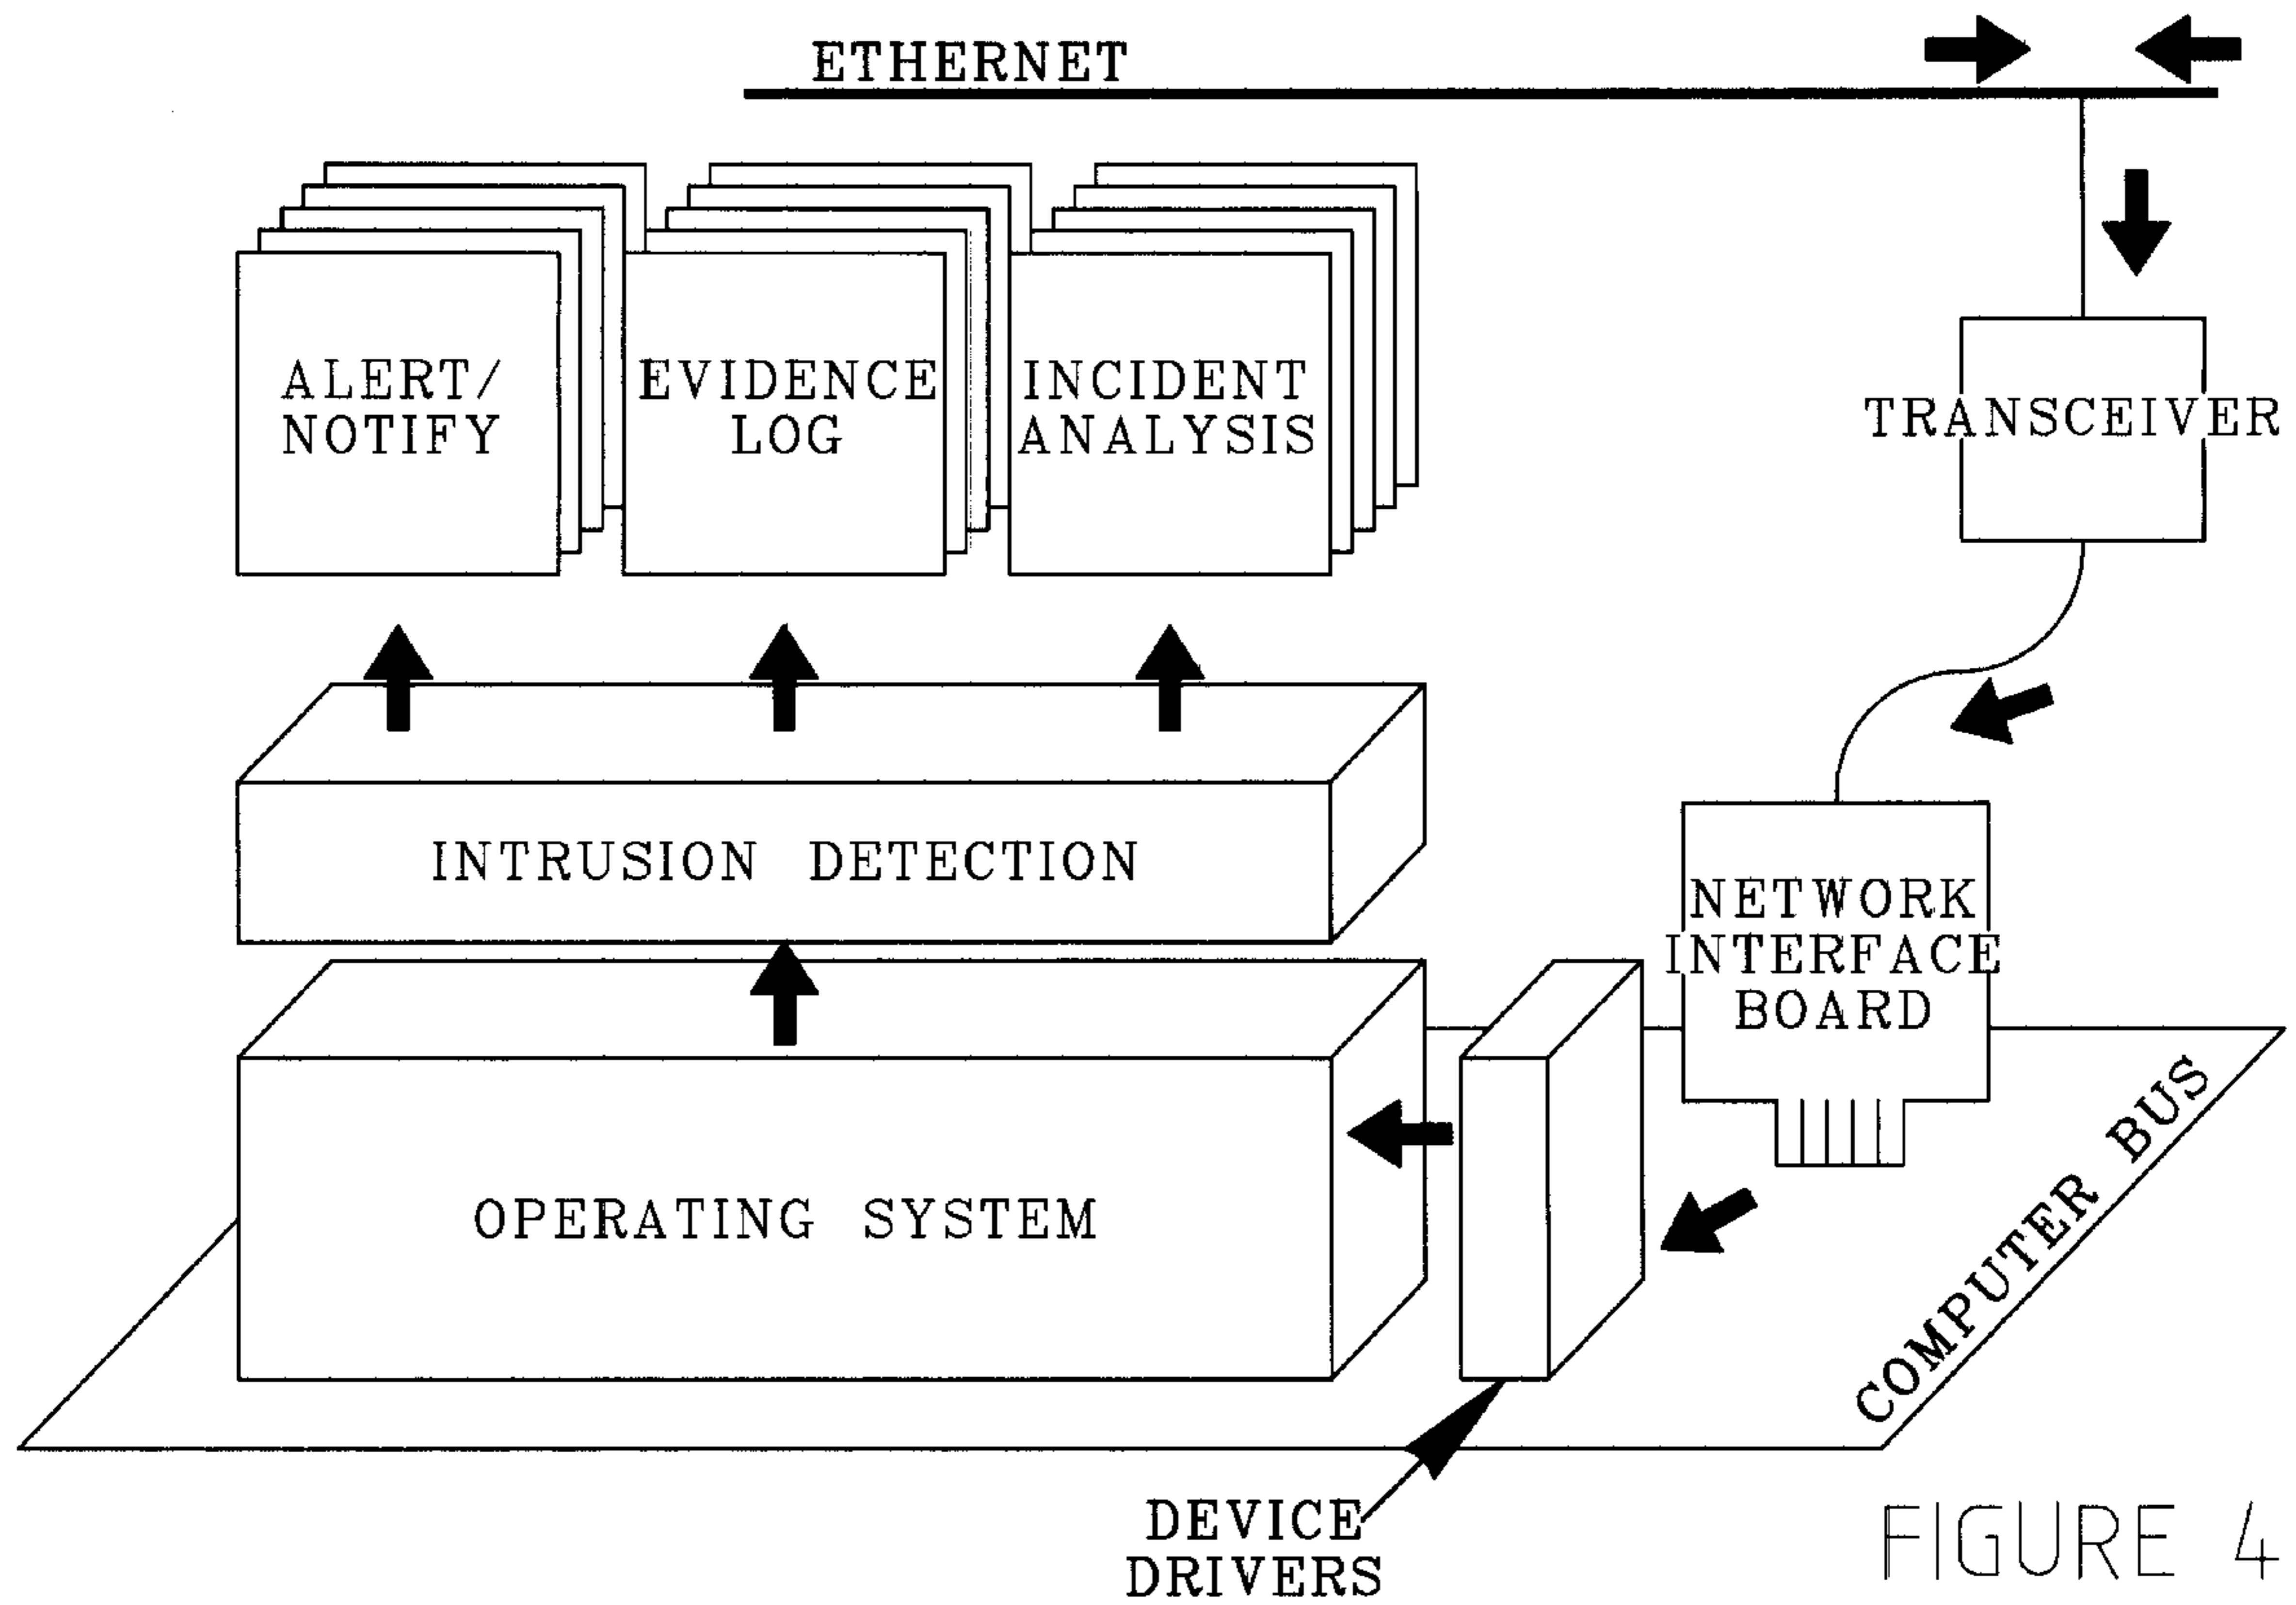 ETHERNET
ALERT/
NOTIFY
EVIDENCE
LOG
INCIDENT
ANALYSIS
TRANSCEIVER
INTRUSION DETECTION
NETWORK
INTERFACE
BOARD
OPERATING SYSTEM
COMPUTER BUS
DEVICE
DRIVERS
FIGURE 4